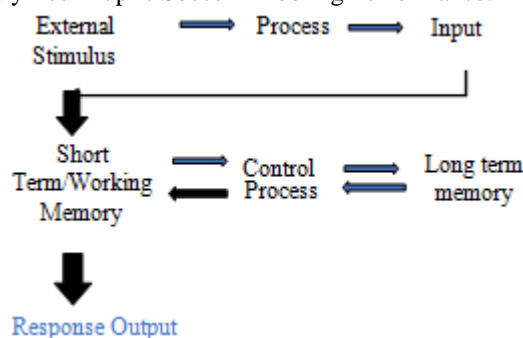 External Stimulus
Process
Input
Short Term/Working Memory
Control Process
Long term memory
Response Output